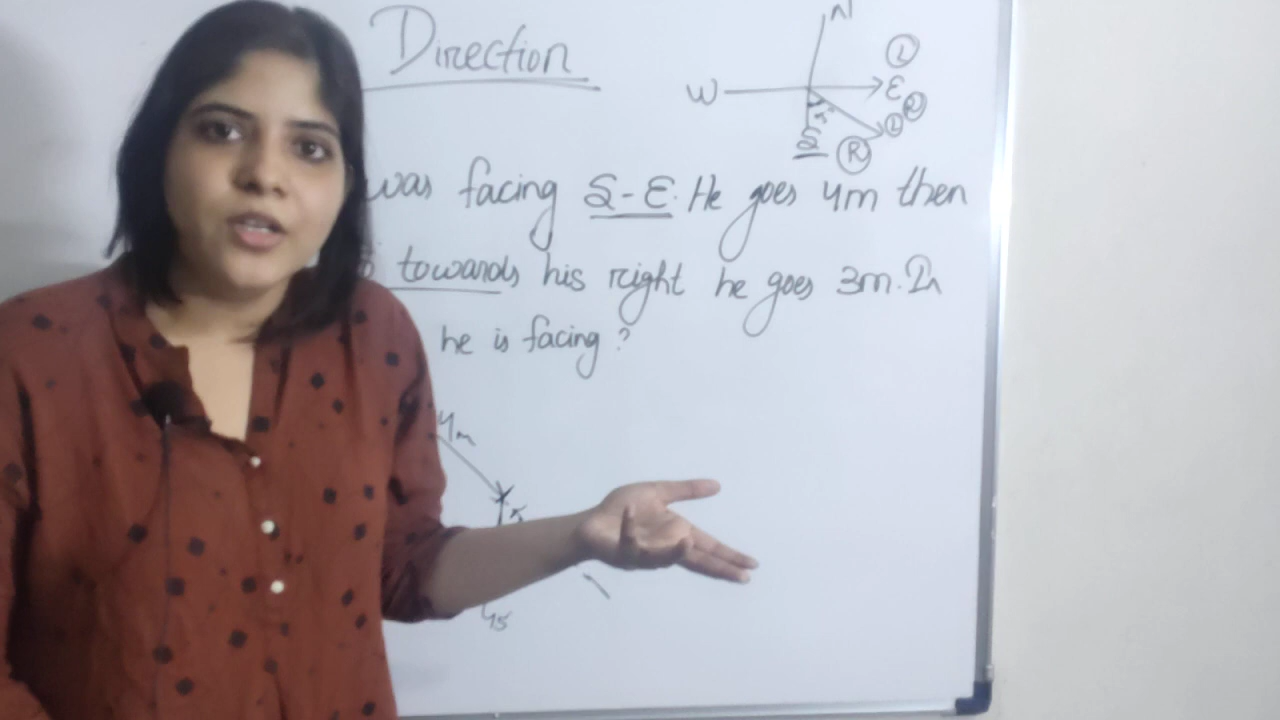 Direction
N
W E
S
L
R
L
R
was facing S-E. He goes 4m then
towards his right he goes 3m. In
he is facing?
4m
45